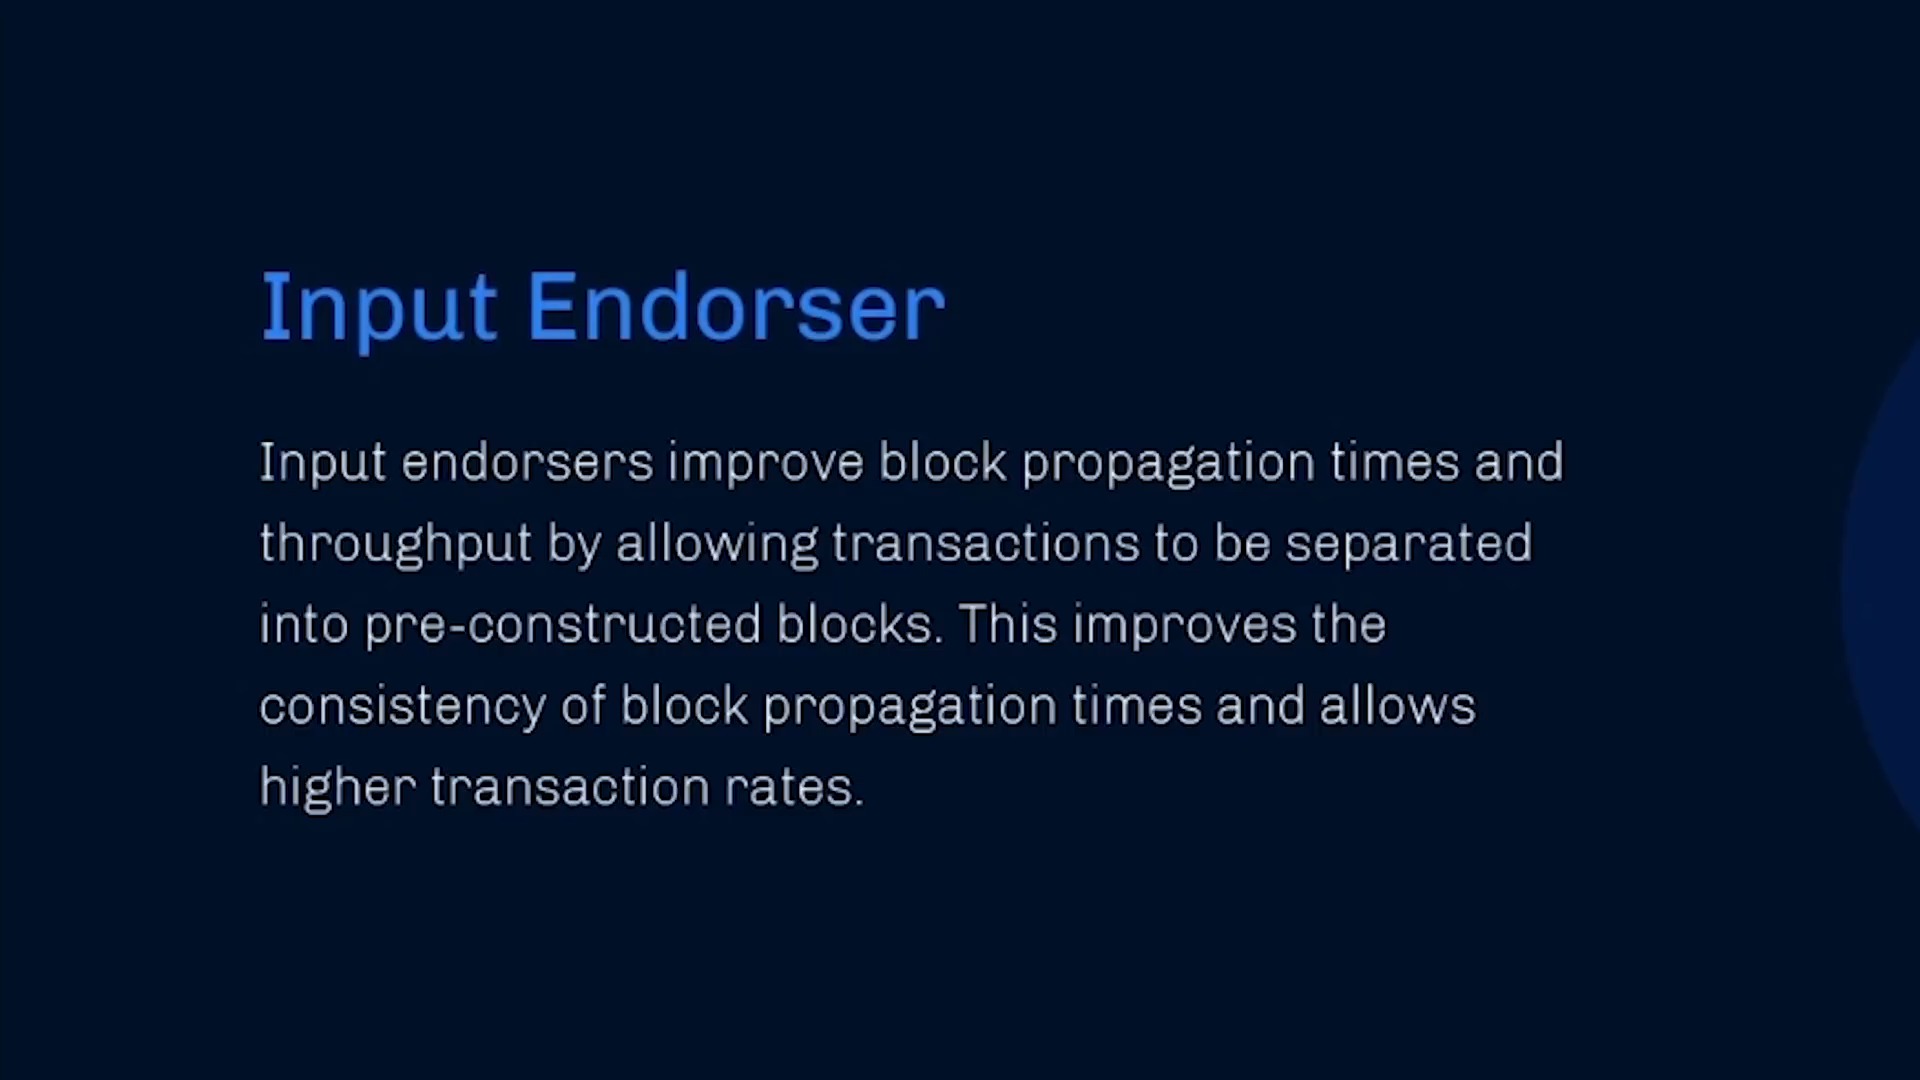 Input Endorser
Input endorsers improve block propagation times and
throughput by allowing transactions to be separated
into pre-constructed blocks. This improves the
consistency of block propagation times and allows
higher transaction rates.